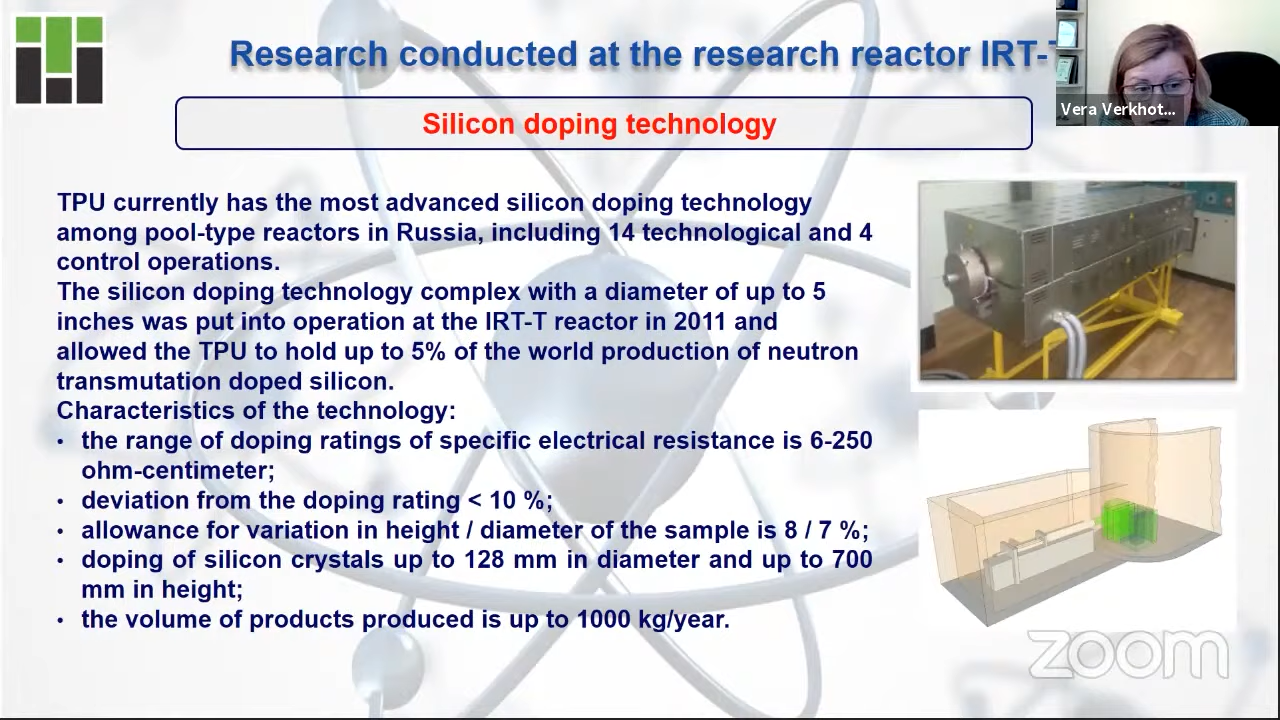 Research conducted at the research reactor IRT-T
Vera Verkhot...
Silicon doping technology
TPU currently has the most advanced silicon doping technology
among pool-type reactors in Russia, including 14 technological and 4
control operations.
The silicon doping technology complex with a diameter of up to 5
inches was put into operation at the IRT-T reactor in 2011 and
allowed the TPU to hold up to 5% of the world production of neutron
transmutation doped silicon.
Characteristics of the technology:
• the range of doping ratings of specific electrical resistance is 6-250
ohm-centimeter;
• deviation from the doping rating < 10 %;
• allowance for variation in height / diameter of the sample is 8 / 7 %;
• doping of silicon crystals up to 128 mm in diameter and up to 700
mm in height;
• the volume of products produced is up to 1000 kg/year.
zoom